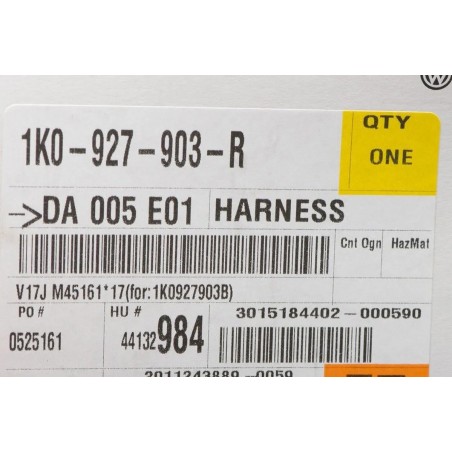 1K0-927-903-R
QTY
ONE
->DA 005 E01 HARNESS
Cnt Ogn HazMat
V17J M45161*17(for:1K0927903B)
PO # HU # 3015184402-000590
0525161 44132984